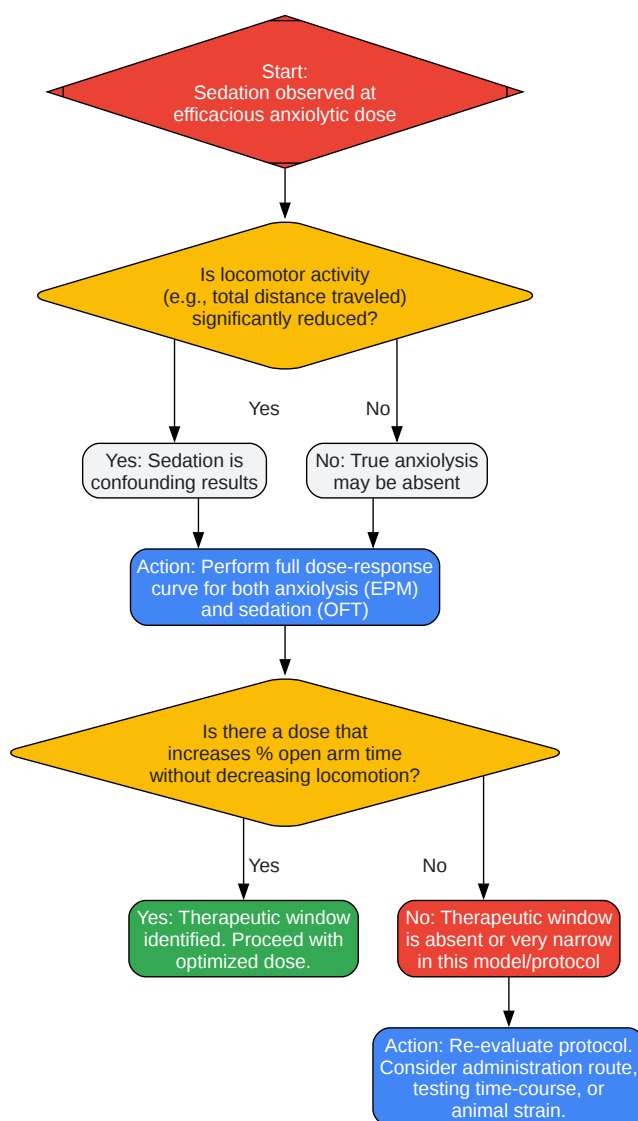 Start:
Sedation observed at
efficacious anxiolytic dose
Is locomotor activity
(e.g., total distance traveled)
significantly reduced?
Yes
No
Yes: Sedation is
confounding results
No: True anxiolysis
may be absent
Action: Perform full dose-response
curve for both anxiolysis (EPM)
and sedation (OFT)
Is there a dose that
increases % open arm time
without decreasing locomotion?
Yes
No
Yes: Therapeutic window
identified. Proceed with
optimized dose.
No: Therapeutic window
is absent or very narrow
in this model/protocol
Action: Re-evaluate protocol.
Consider administration route,
testing time-course, or
animal strain.